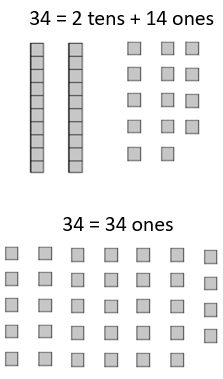 34 = 2 tens + 14 ones
34 = 34 ones